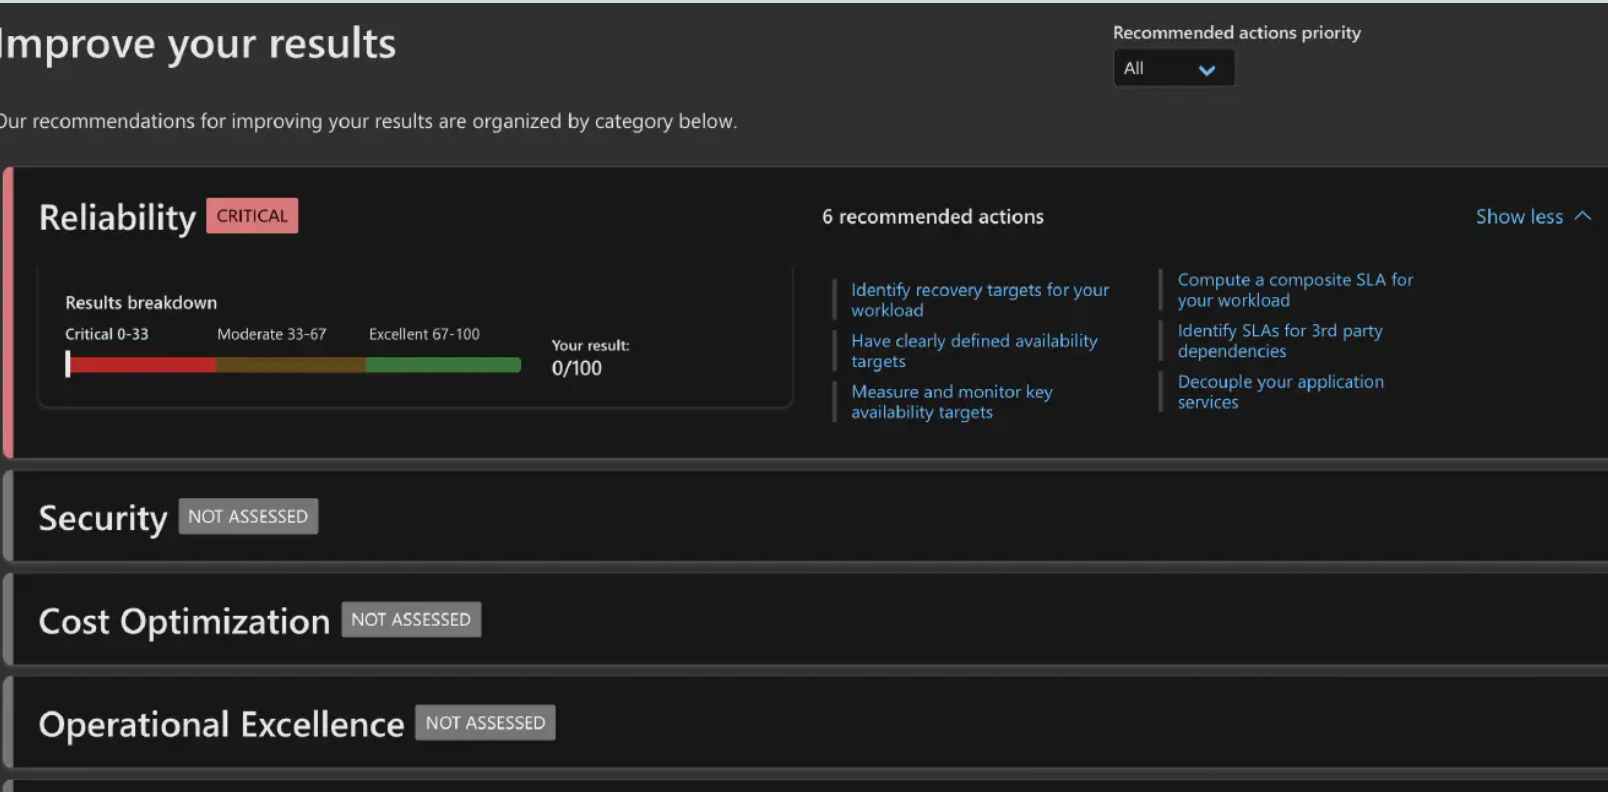 Improve your results
Recommended actions priority
All
Our recommendations for improving your results are organized by category below.
Reliability CRITICAL
6 recommended actions
Show less
Results breakdown
Critical 0-33
Moderate 33-67
Excellent 67-100
Your result:
0/100
Identify recovery targets for your
workload
Have clearly defined availability
targets
Measure and monitor key
availability targets
Compute a composite SLA for
your workload
Identify SLAs for 3rd party
dependencies
Decouple your application
services
Security NOT ASSESSED
Cost Optimization NOT ASSESSED
Operational Excellence NOT ASSESSED